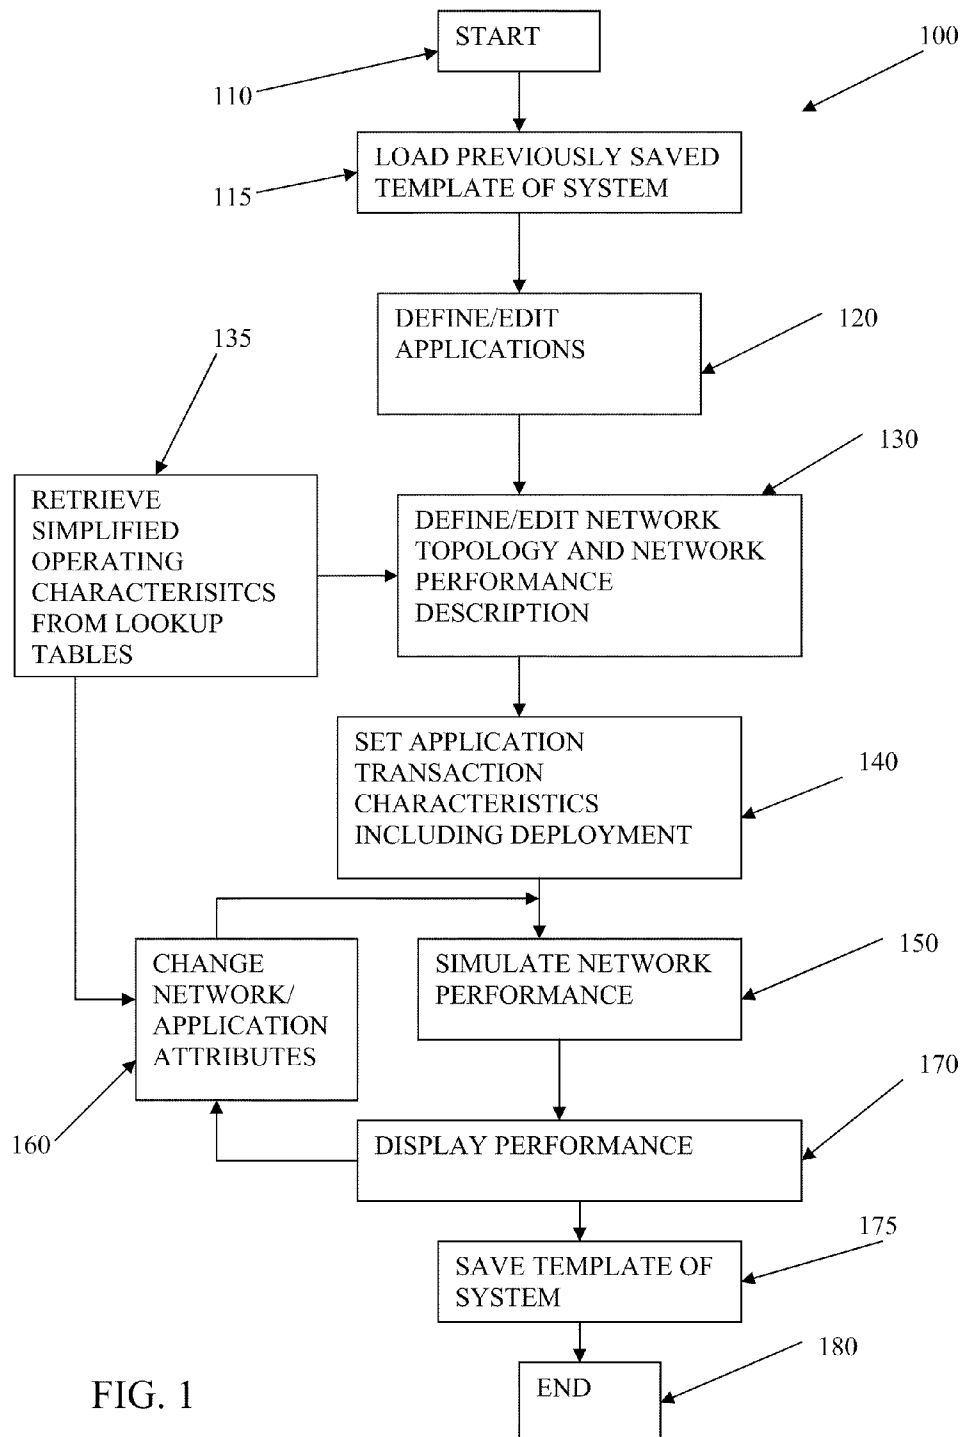 START
100
110
LOAD PREVIOUSLY SAVED
TEMPLATE OF SYSTEM
115
DEFINE/EDIT
APPLICATIONS
120
135
130
RETRIEVE
SIMPLIFIED
OPERATING
CHARACTERISITCS
FROM LOOKUP
TABLES
DEFINE/EDIT NETWORK
TOPOLOGY AND NETWORK
PERFORMANCE
DESCRIPTION
SET APPLICATION
TRANSACTION
CHARACTERISTICS
INCLUDING DEPLOYMENT
140
CHANGE
NETWORK/
APPLICATION
ATTRIBUTES
SIMULATE NETWORK
PERFORMANCE
150
160
DISPLAY PERFORMANCE
170
SAVE TEMPLATE OF
SYSTEM
175
END
180
FIG. 1